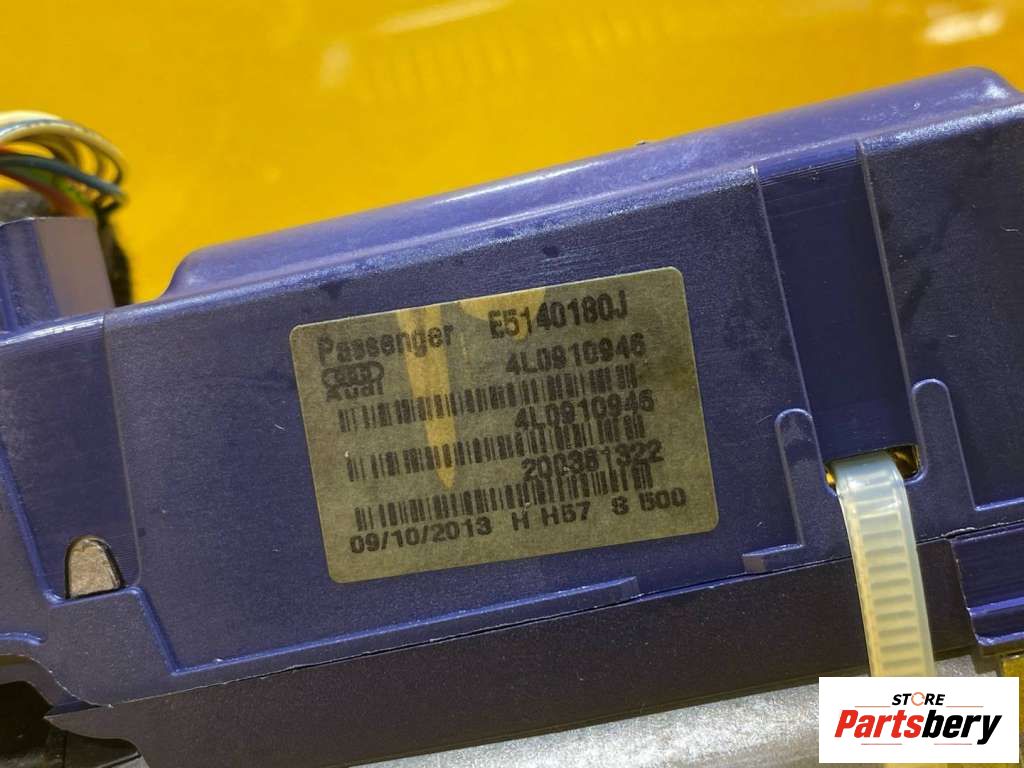 Passenger E5140180J
4L0910946
Audi
4L0910946
200381322
09/10/2013 H H57 S 500
STORE
Partsbery